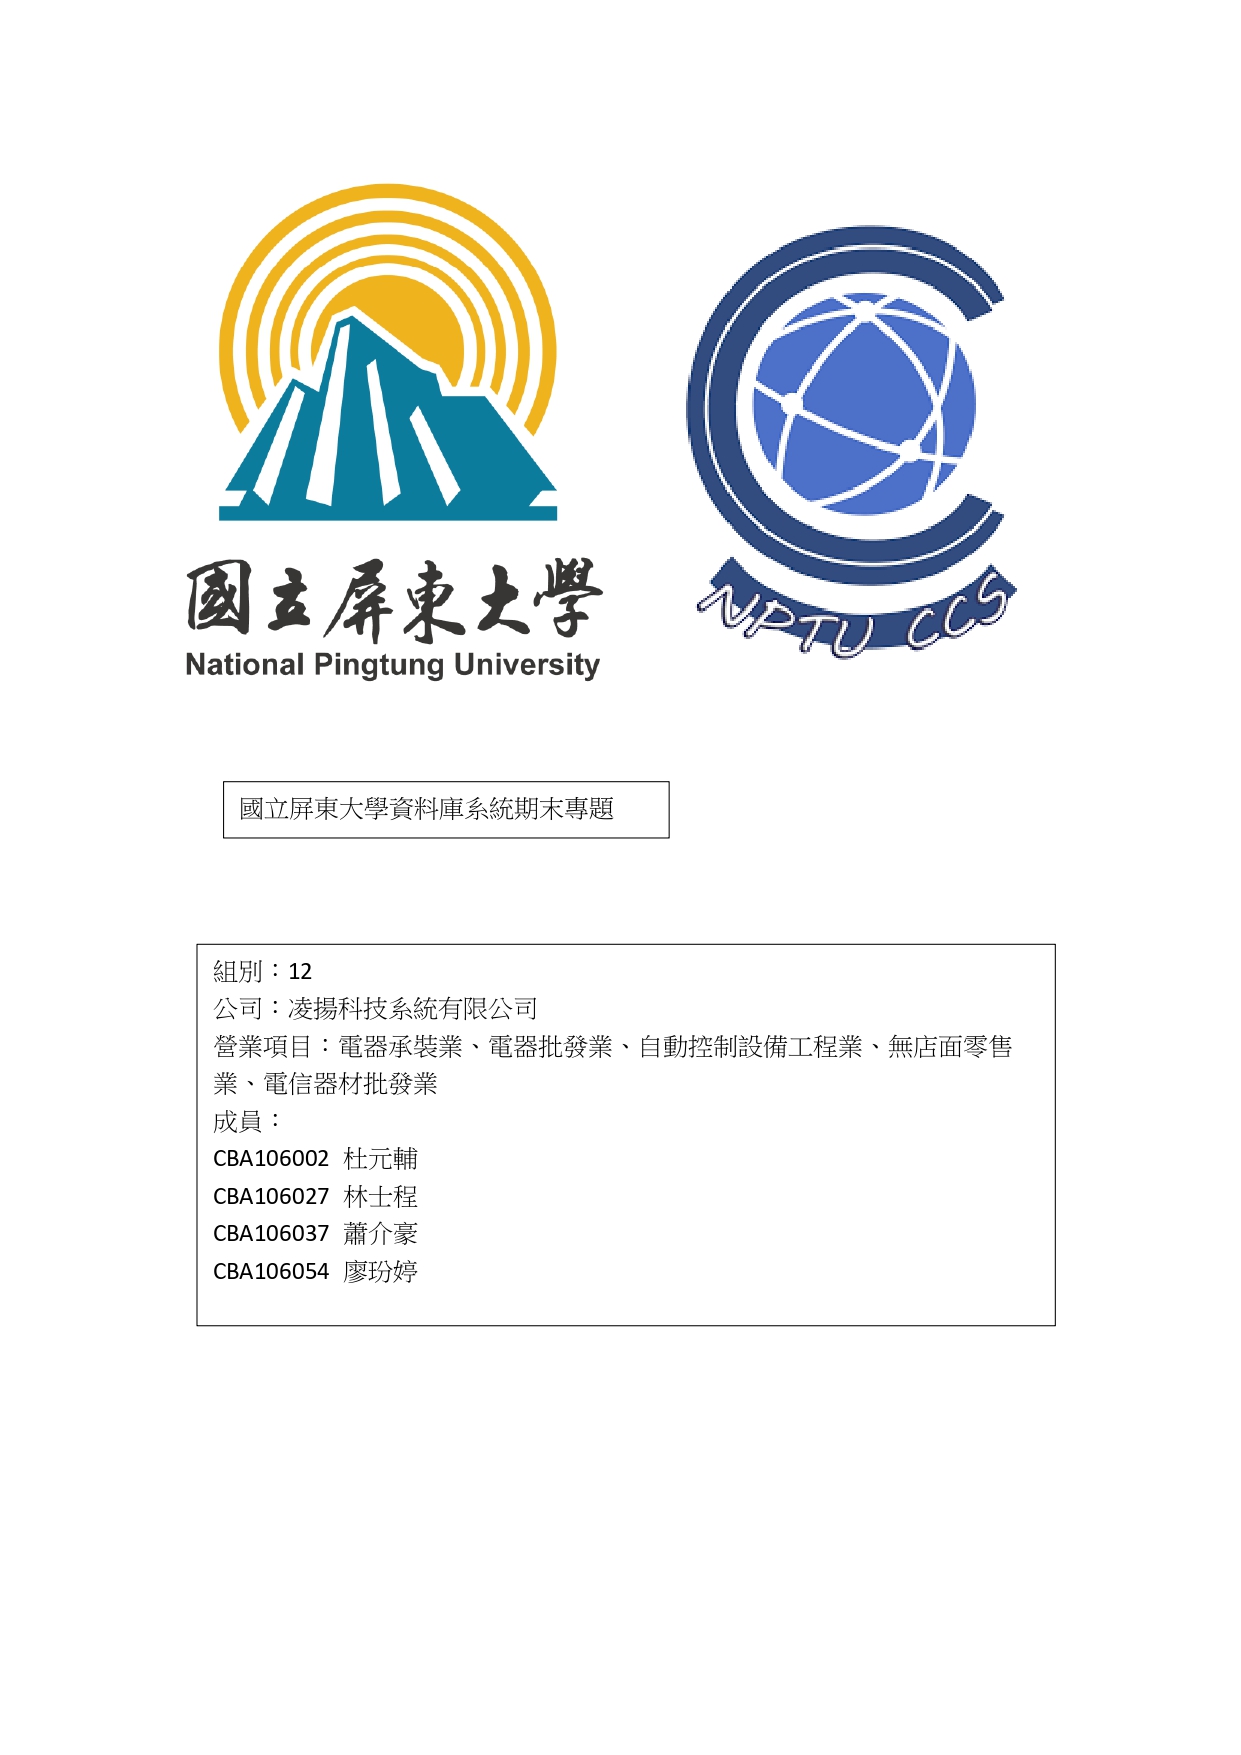 國立屏東大學
National Pingtung University
NPTU CCS
國立屏東大學資料庫系統期末專題
組別：12
公司：凌揚科技系統有限公司
營業項目：電器承裝業、電器批發業、自動控制設備工程業、無店面零售
業、電信器材批發業
成員：
CBA106002 杜元輔
CBA106027 林士程
CBA106037 蕭介豪
CBA106054 廖玢婷